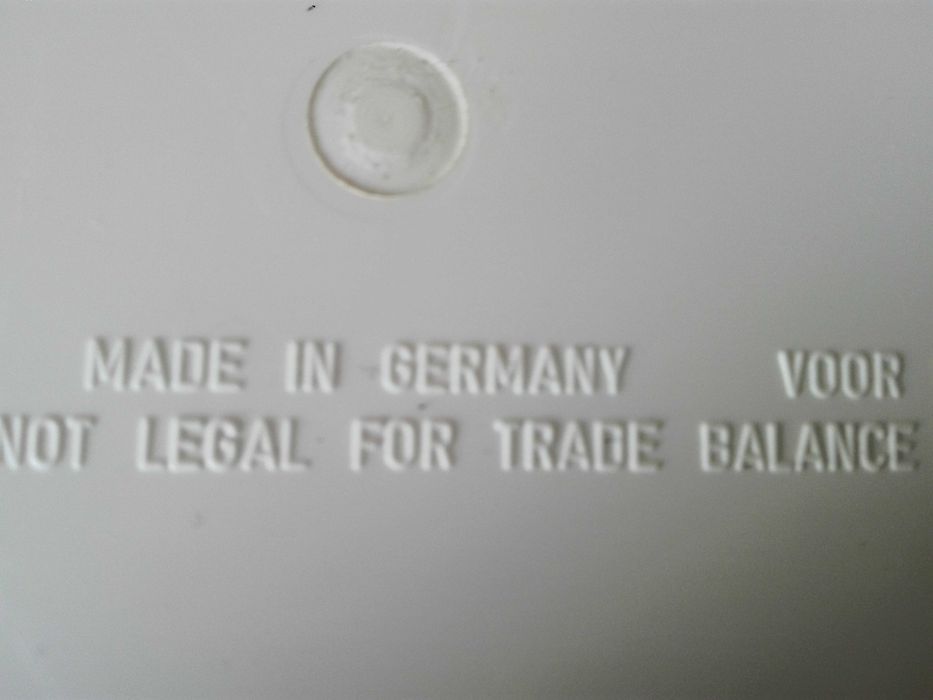 MADE IN GERMANY VOOR
NOT LEGAL FOR TRADE BALANCE